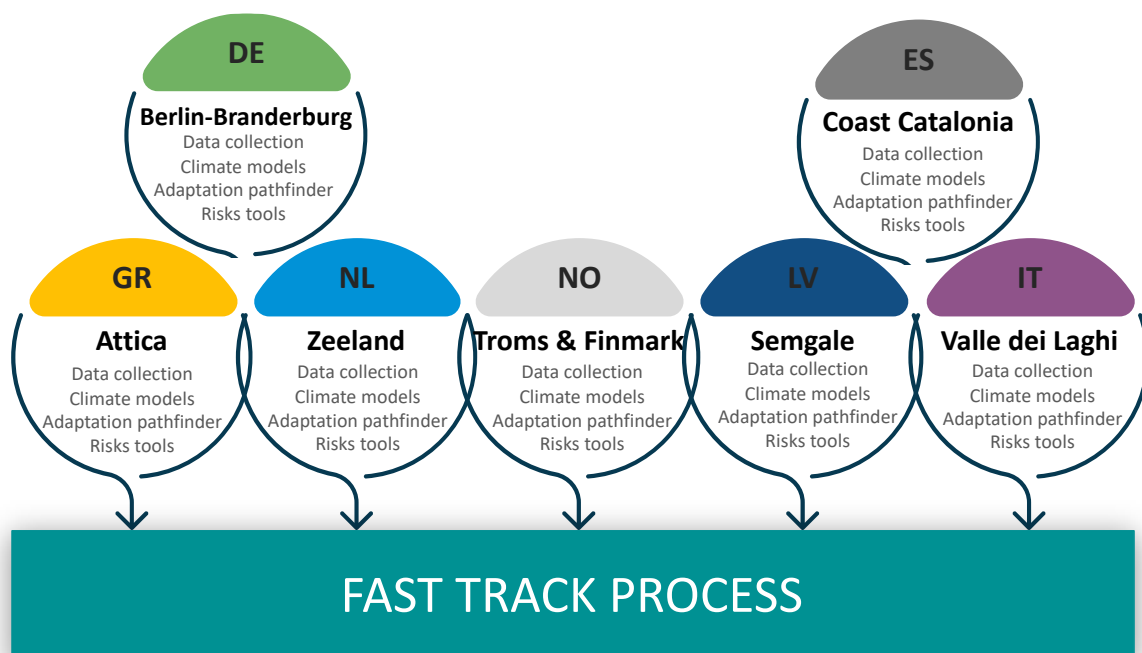 DE
Berlin-Branderburg
Data collection
Climate models
Adaptation pathfinder
Risks tools
ES
Coast Catalonia
Data collection
Climate models
Adaptation pathfinder
Risks tools
GR
Attica
Data collection
Climate models
Adaptation pathfinder
Risks tools
NL
Zeeland
Data collection
Climate models
Adaptation pathfinder
Risks tools
NO
Troms & Finmark
Data collection
Climate models
Adaptation pathfinder
Risks tools
LV
Semgale
Data collection
Climate models
Adaptation pathfinder
Risks tools
IT
Valle dei Laghi
Data collection
Climate models
Adaptation pathfinder
Risks tools
FAST TRACK PROCESS